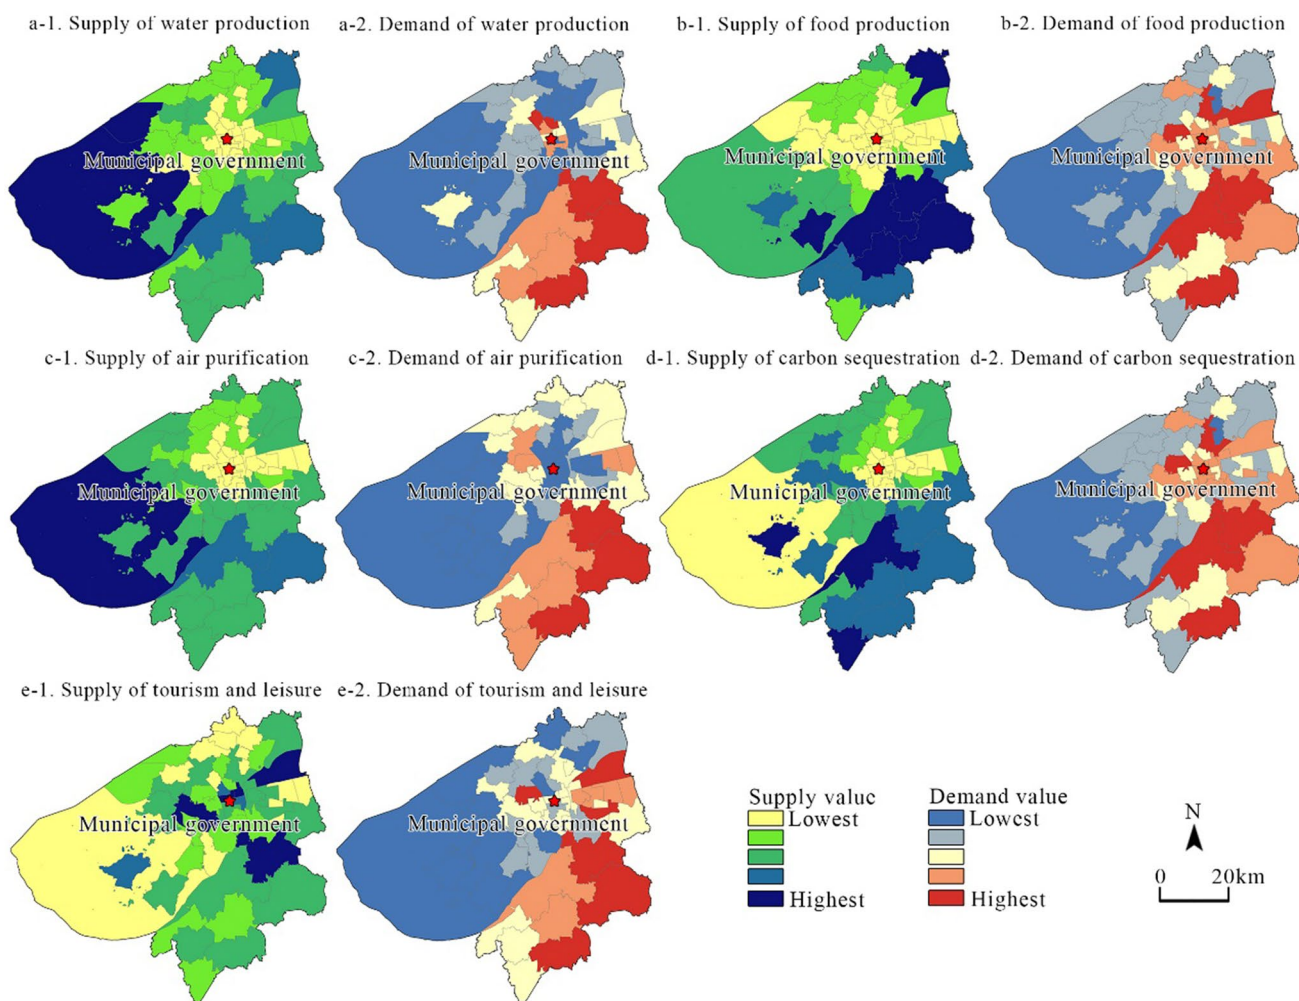 a-1. Supply of water production
a-2. Demand of water production
b-1. Supply of food production
b-2. Demand of food production
Municipal government
Municipal government
Municipal government
Municipal government
c-1. Supply of air purification
c-2. Demand of air purification
d-1. Supply of carbon sequestration
d-2. Demand of carbon sequestration
Municipal government
Municipal government
Municipal government
Municipal government
e-1. Supply of tourism and leisure
e-2. Demand of tourism and leisure
Municipal government
Municipal government
Supply value
Lowest
Highest
Demand value
Lowest
Highest
N
0 20km